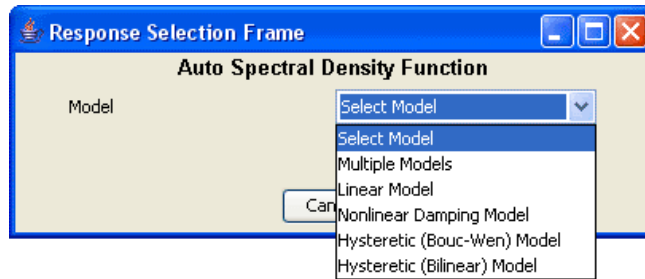 Response Selection Frame
Auto Spectral Density Function
Model
Select Model
Select Model
Multiple Models
Linear Model
Can
Nonlinear Damping Model
Hysteretic (Bouc-Wen) Model
Hysteretic (Bilinear) Model